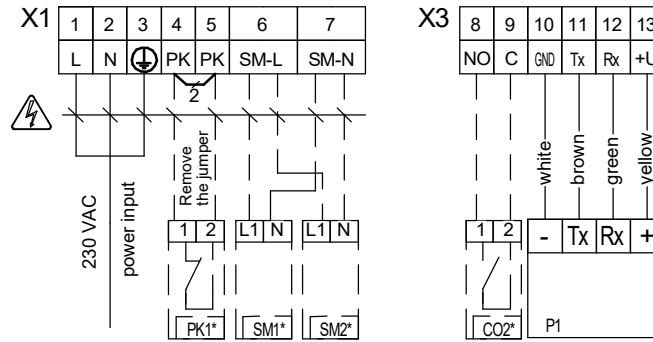 X1 1 2 3 4 5 6 7
L N PK PK SM-L SM-N
2
Remove
the jumper
230 VAC
power input
1 2 L1 N L1 N
PK1* SM1* SM2*
X3 8 9 10 11 12 13
NO C GND Tx Rx +U
white
brown
green
yellow
1 2 - Tx Rx +
CO2* P1